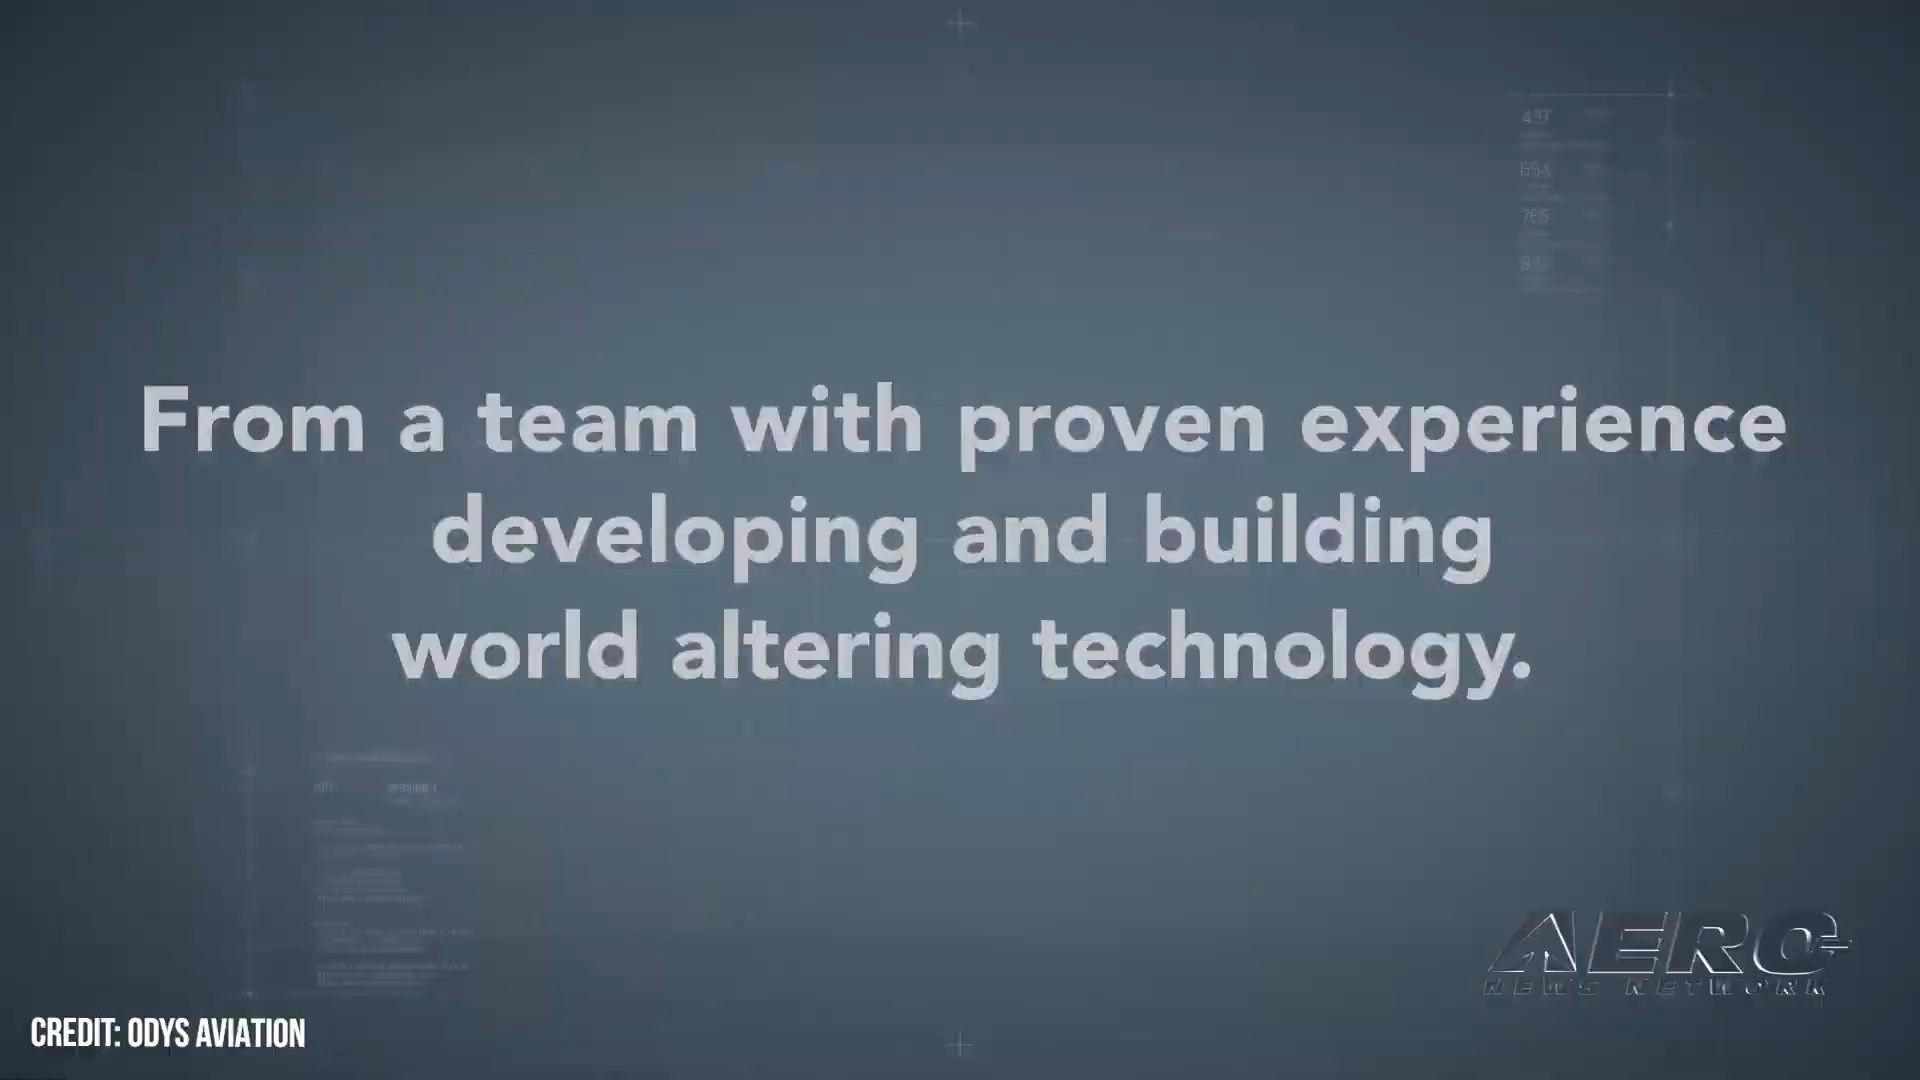 From a team with proven experience
developing and building
world altering technology.
AERO
NEWS NETWORK
CREDIT: ODYS AVIATION